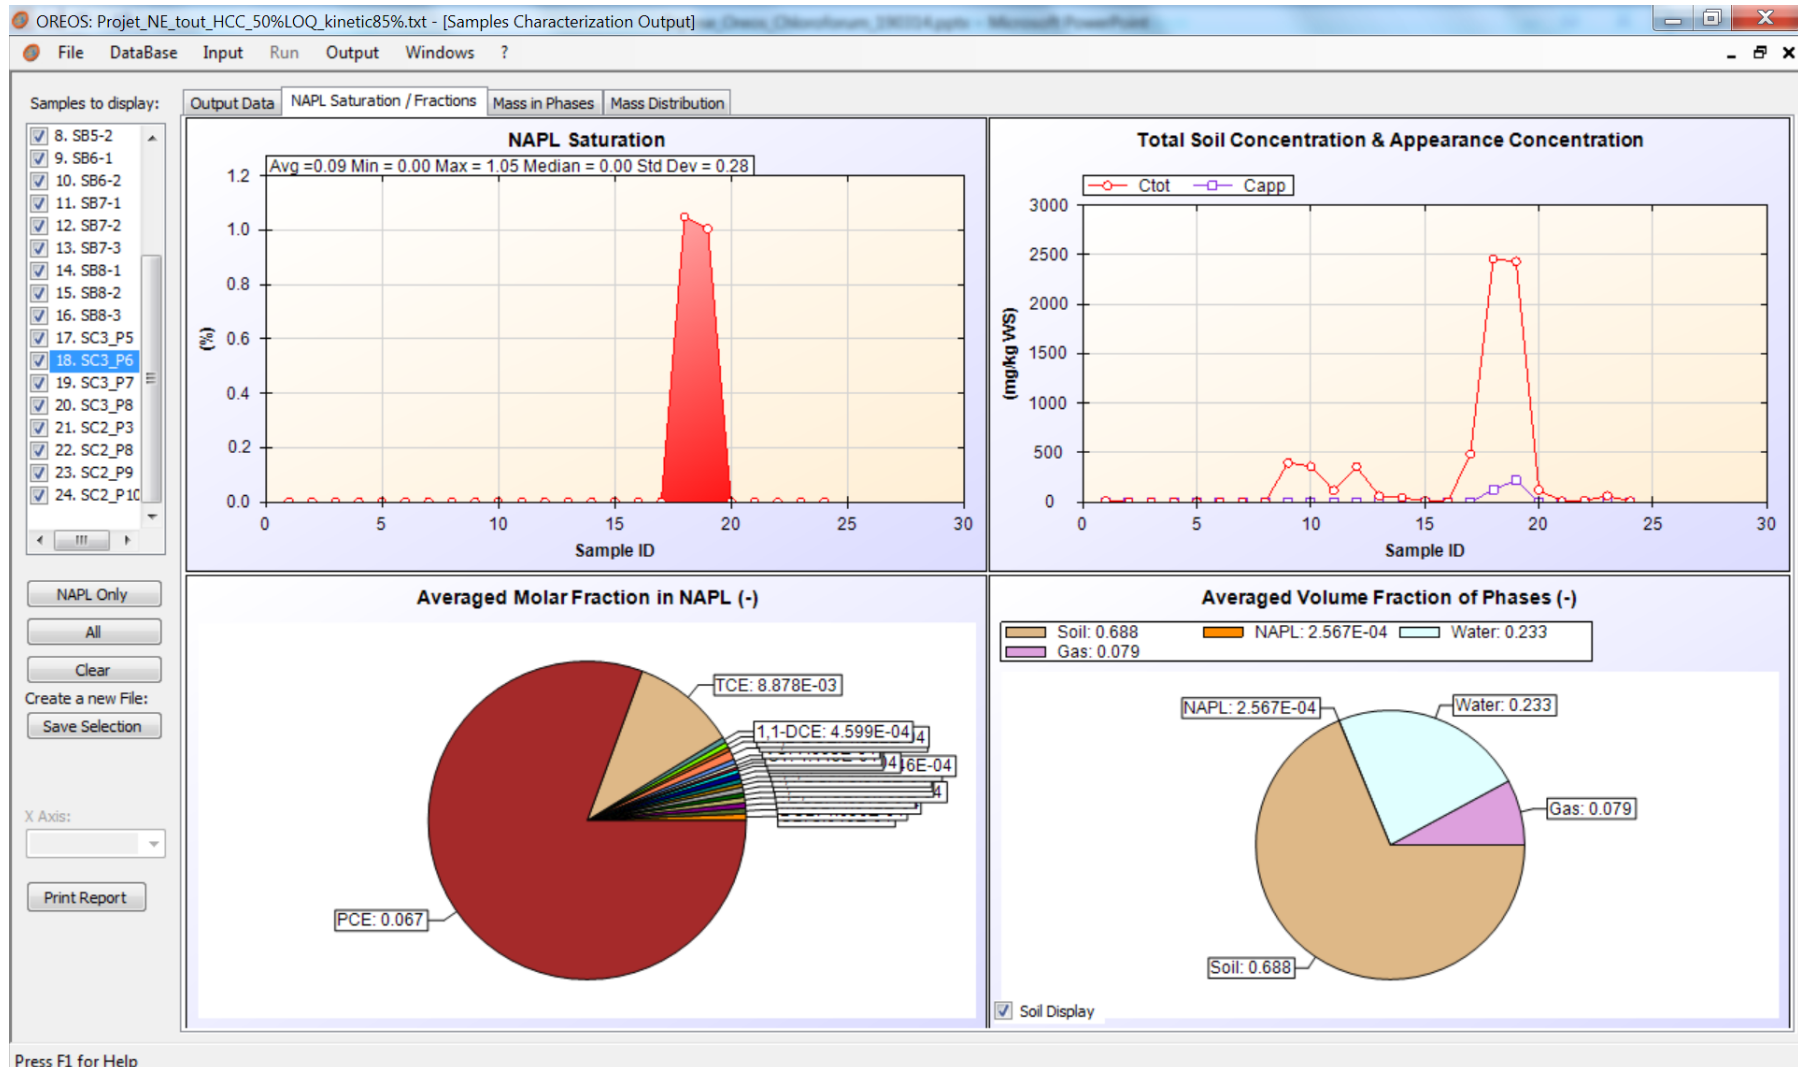 OREOS: Projet_NE_tout_HCC_50%LOQ_kinetic85%.txt - [Samples Characterization Output]
File DataBase Input Run Output Windows ?
Samples to display:
8. SB5-2
9. SB6-1
10. SB6-2
11. SB7-1
12. SB7-2
13. SB7-3
14. SB8-1
15. SB8-2
16. SB8-3
17. SC3_P5
18. SC3_P6
19. SC3_P7
20. SC3_P8
21. SC2_P3
22. SC2_P8
23. SC2_P9
24. SC2_P10
NAPL Only
All
Clear
Create a new File:
Save Selection
X Axis:
Print Report
Output Data NAPL Saturation / Fractions Mass in Phases Mass Distribution
NAPL Saturation
Avg =0.09 Min = 0.00 Max = 1.05 Median = 0.00 Std Dev = 0.28
1.2
1.0
0.8
0.6
0.4
0.2
0.0
(%)
0 5 10 15 20 25 30
Sample ID
Total Soil Concentration & Appearance Concentration
Ctot Capp
3000
2500
2000
1500
1000
500
0
(mg/kg WS)
0 5 10 15 20 25 30
Sample ID
Averaged Molar Fraction in NAPL (-)
TCE: 8.878E-03
1,1-DCE: 4.599E-04
PCE: 0.067
Averaged Volume Fraction of Phases (-)
Soil: 0.688 NAPL: 2.567E-04 Water: 0.233
Gas: 0.079
NAPL: 2.567E-04
Water: 0.233
Gas: 0.079
Soil: 0.688
Soil Display
Press F1 for Help